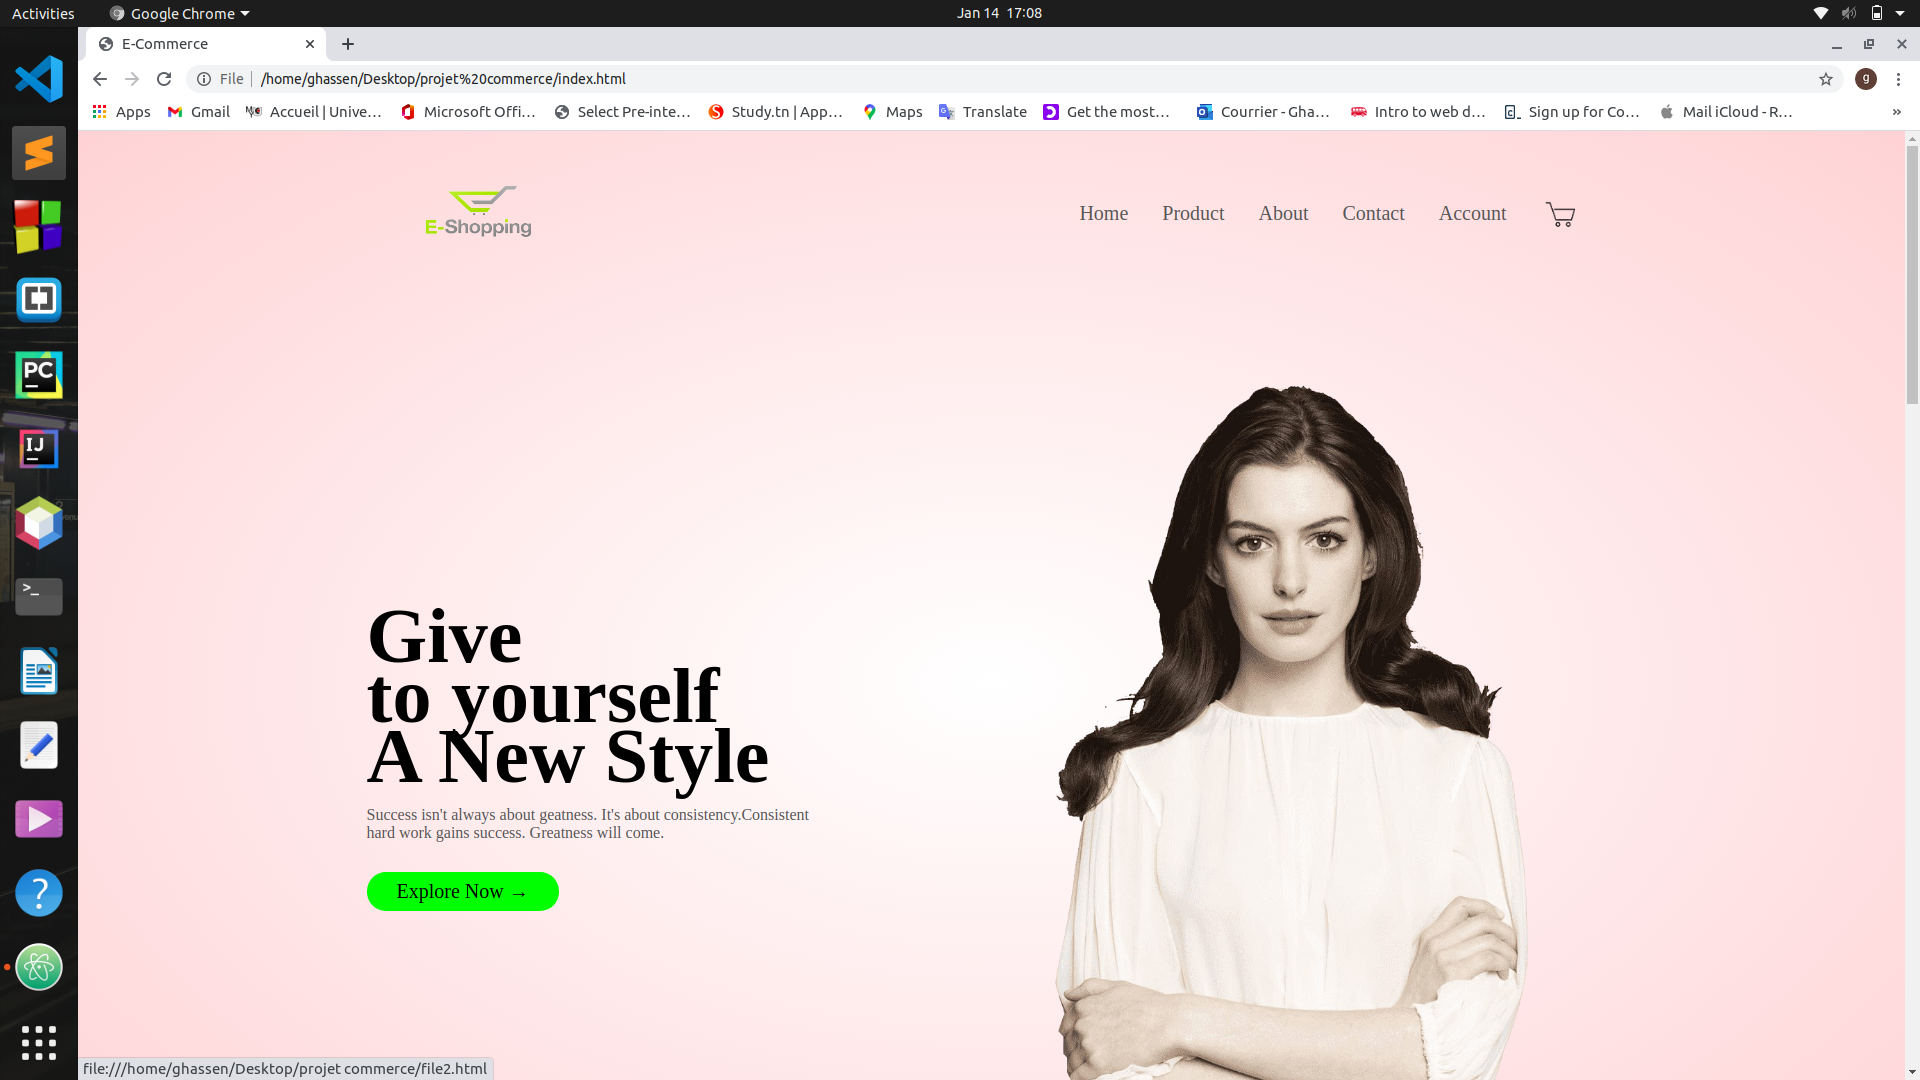 Activities
Google Chrome
Jan 14 17:08
E-Commerce
File
/home/ghassen/Desktop/projet%20commerce/index.html
g
Apps
Gmail
Accueil | Unive...
Microsoft Offi...
Select Pre-inte...
Study.tn | App...
Maps
Translate
Get the most...
Courrier - Gha...
Intro to web d...
Sign up for Co...
Mail iCloud - R...
»
E-Shopping
Home
Product
About
Contact
Account
PC
IJ
>_
?
Give
to yourself
A New Style
Success isn't always about geatness. It's about consistency.Consistent
hard work gains success. Greatness will come.
Explore Now →
file:///home/ghassen/Desktop/projet commerce/file2.html